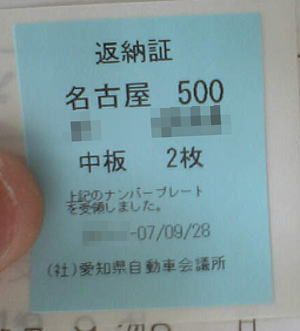 返納証
名古屋 500
中板 2枚
上記のナンバープレート
を受領しました。
-07/09/28
(社)愛知県自動車会議所